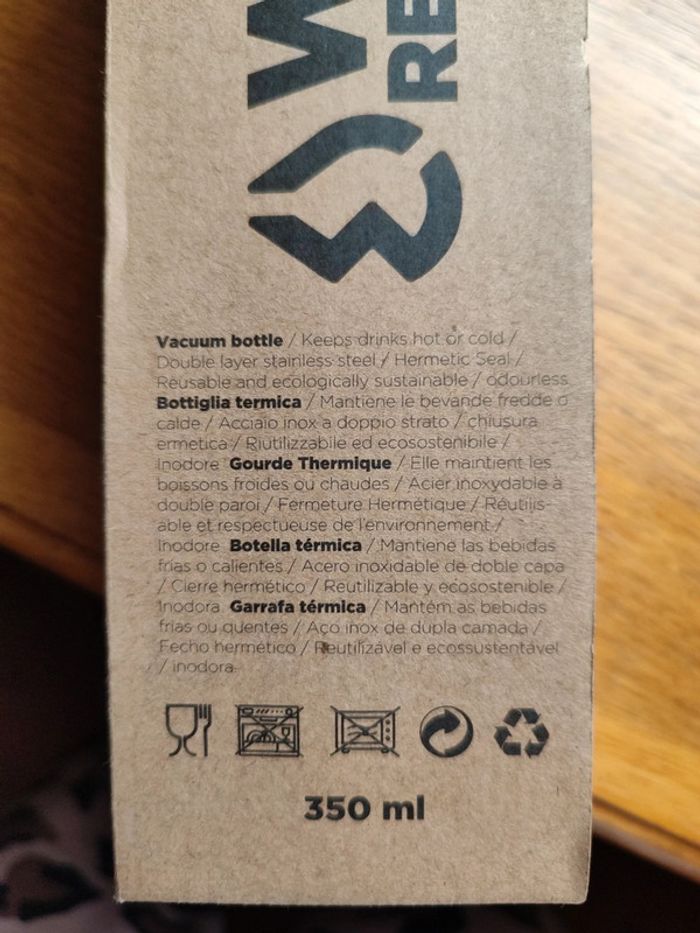 W
RE
Vacuum bottle / Keeps drinks hot or cold /
Double layer stainless steel / Hermetic Seal /
Reusable and ecologically sustainable / odourless
Bottiglia termica / Mantiene le bevande fredde o
calde / Acciaio inox a doppio strato / chiusura
ermetica / Riutilizzabile ed ecosostenibile /
Inodore Gourde Thermique / Elle maintient les
boissons froides ou chaudes / Acier inoxydable à
double paroi / Fermeture Hermétique / Réutilis-
able et respectueuse de l'environnement /
Inodore Botella térmica / Mantiene las bebidas
frías o calientes / Acero inoxidable de doble capa
/ Cierre hermético / Reutilizable y ecosostenible /
Inodora Garrafa térmica / Mantém as bebidas
frias ou quentes / Aço inox de dupla camada /
Fecho hermético / Reutilizável e ecossustentável
/ inodora.
350 ml